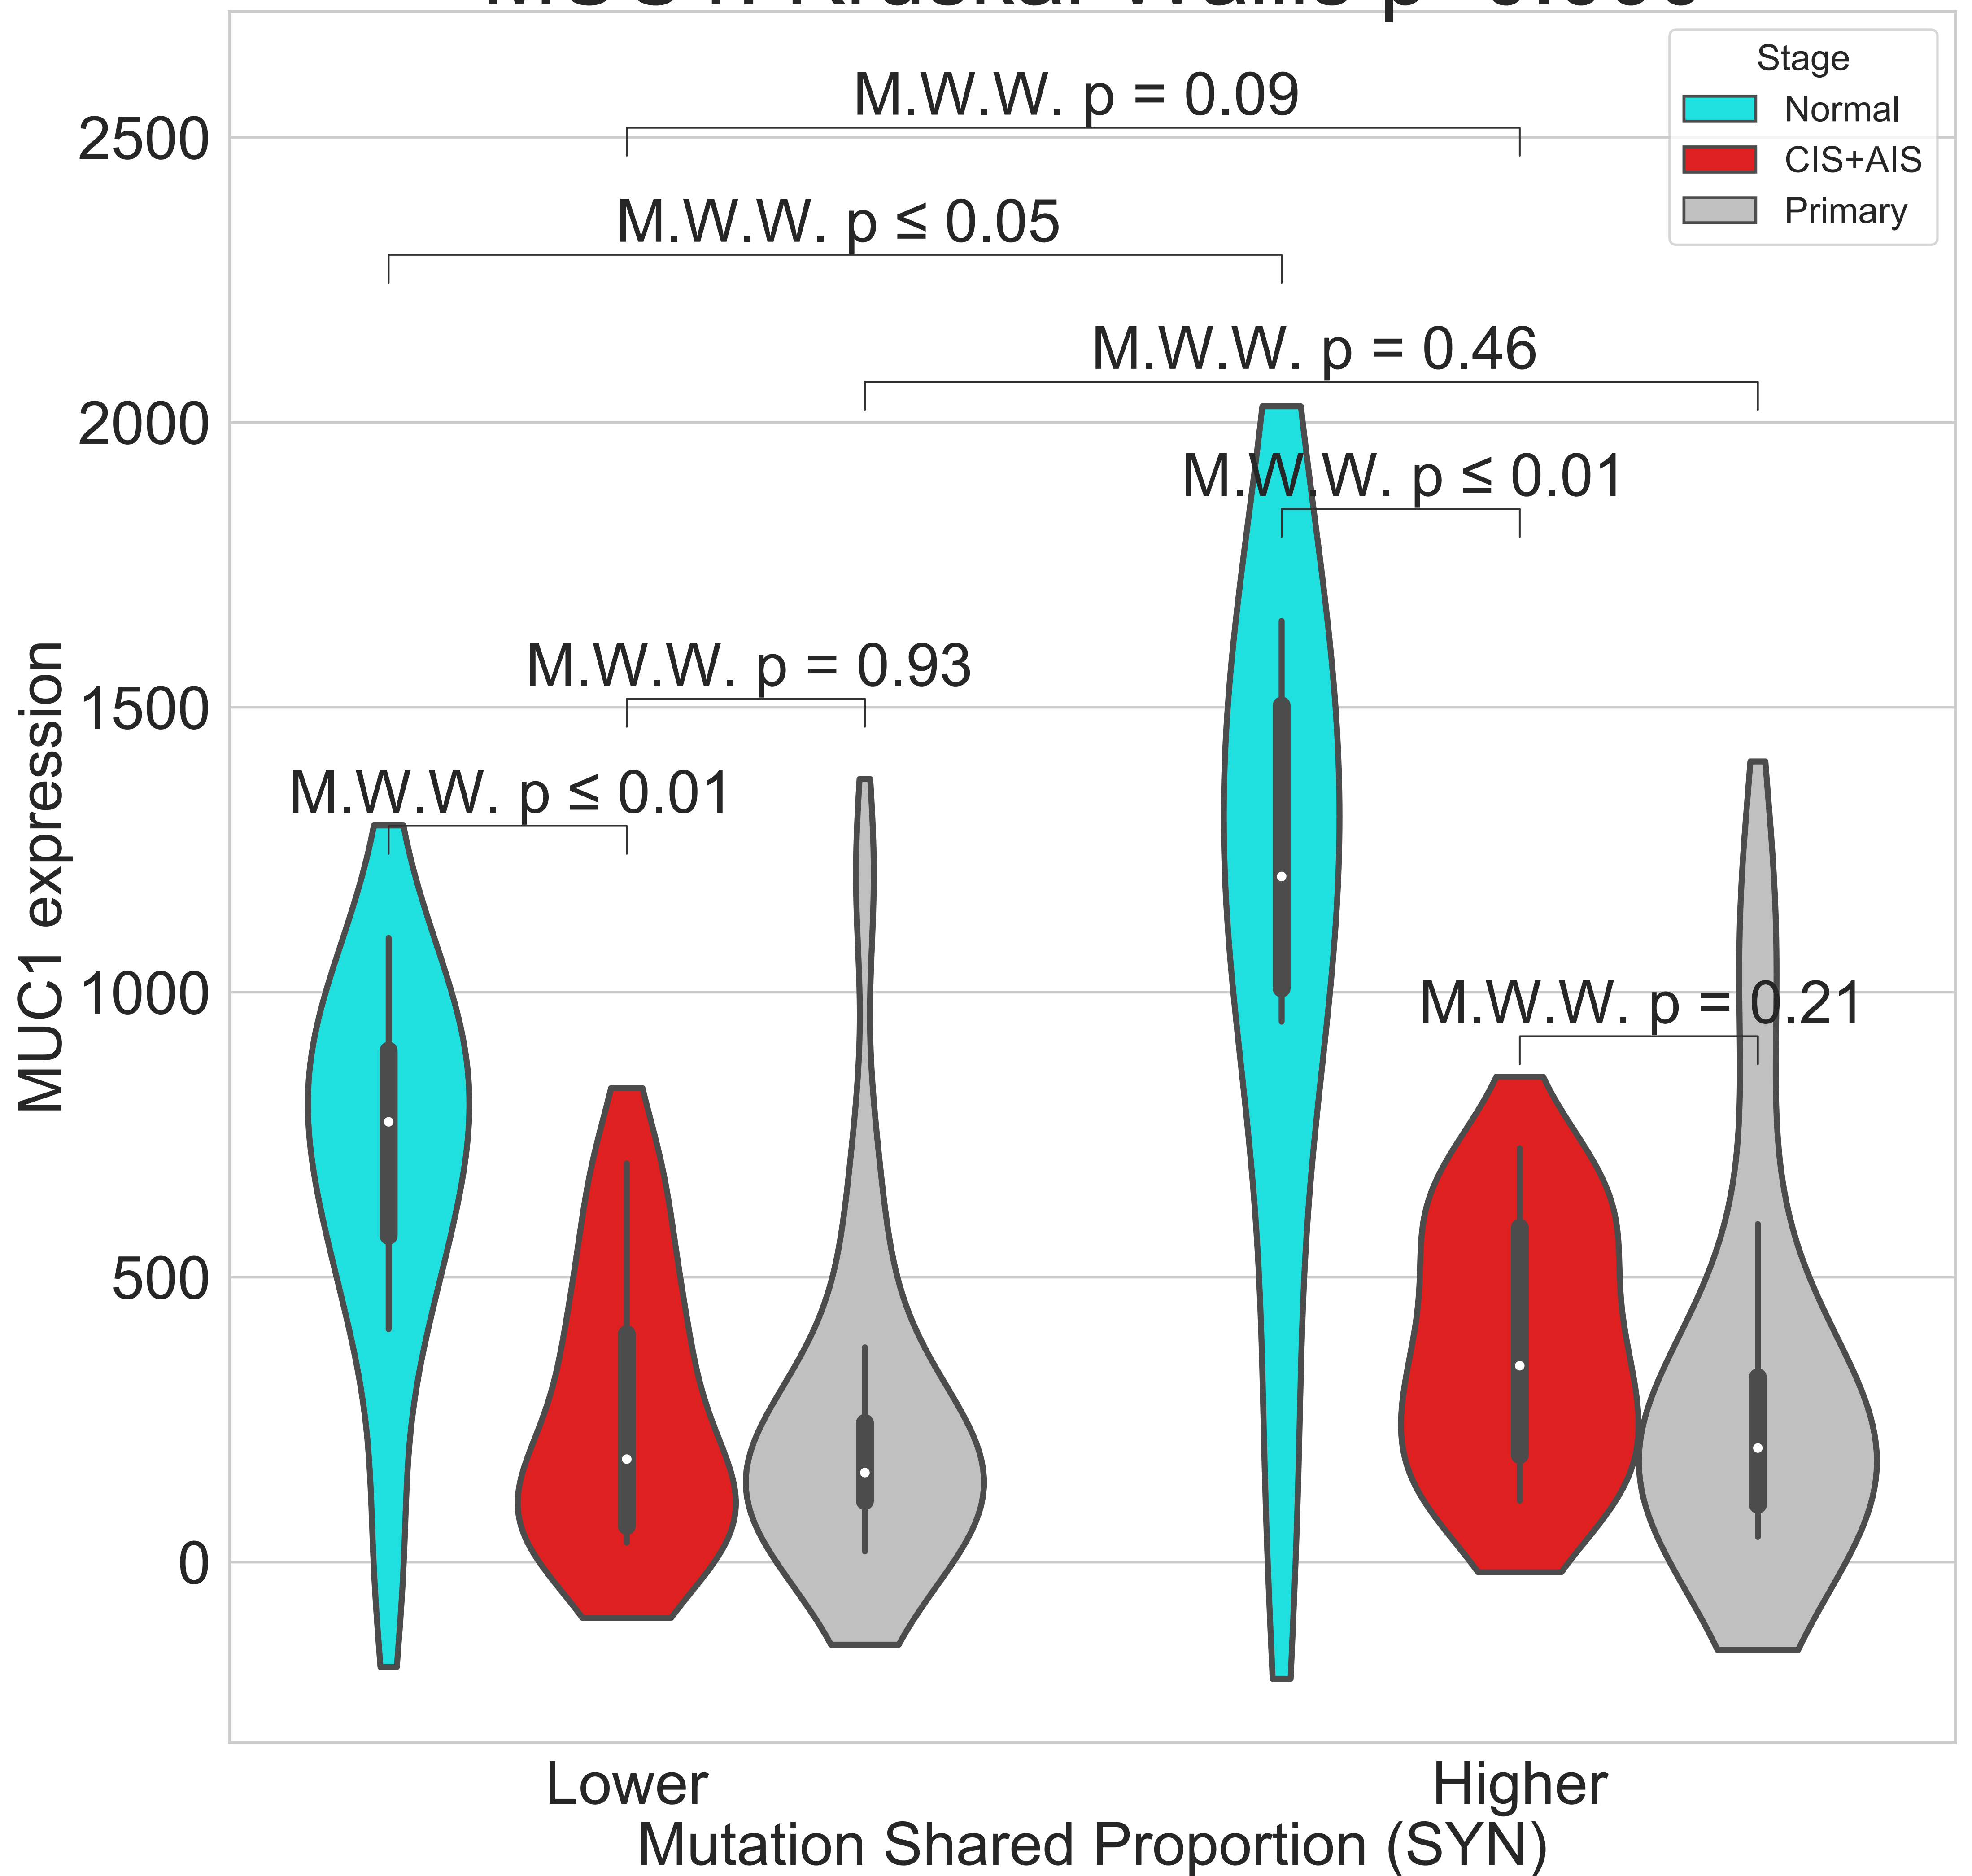 Stage
Normal
CIS+AIS
Primary
M.W.W. p = 0.09
M.W.W. p ≤ 0.05
M.W.W. p = 0.46
M.W.W. p ≤ 0.01
M.W.W. p = 0.93
M.W.W. p ≤ 0.01
M.W.W. p = 0.21
2500
2000
1500
1000
500
0
MUC1 expression
Lower
Higher
Mutation Shared Proportion (SYN)